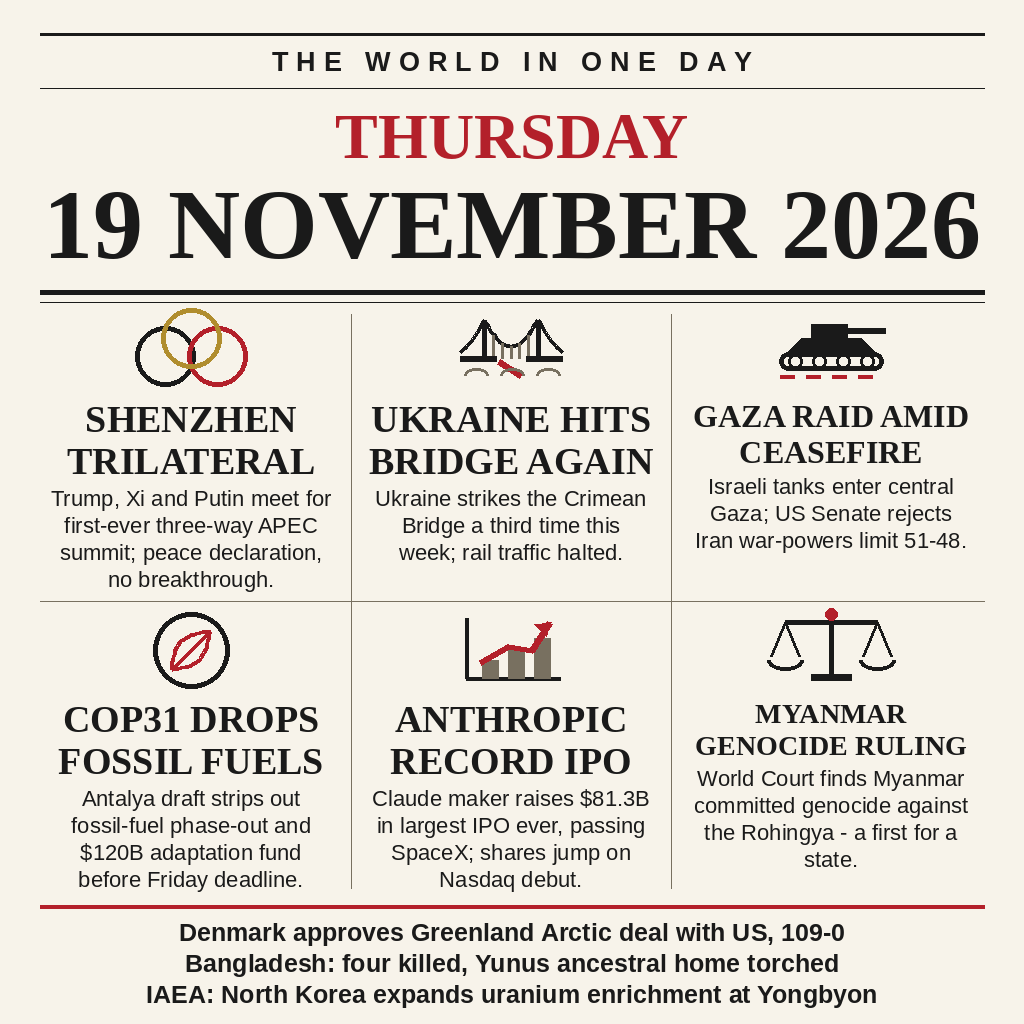 THE WORLD IN ONE DAY
THURSDAY
19 NOVEMBER 2026
SHENZHEN
TRILATERAL
Trump, Xi and Putin meet for
first-ever three-way APEC
summit; peace declaration,
no breakthrough.
UKRAINE HITS
BRIDGE AGAIN
Ukraine strikes the Crimean
Bridge a third time this
week; rail traffic halted.
GAZA RAID AMID
CEASEFIRE
Israeli tanks enter central
Gaza; US Senate rejects
Iran war-powers limit 51-48.
COP31 DROPS
FOSSIL FUELS
Antalya draft strips out
fossil-fuel phase-out and
$120B adaptation fund
before Friday deadline.
ANTHROPIC
RECORD IPO
Claude maker raises $81.3B
in largest IPO ever, passing
SpaceX; shares jump on
Nasdaq debut.
MYANMAR
GENOCIDE RULING
World Court finds Myanmar
committed genocide against
the Rohingya - a first for a
state.
Denmark approves Greenland Arctic deal with US, 109-0
Bangladesh: four killed, Yunus ancestral home torched
IAEA: North Korea expands uranium enrichment at Yongbyon